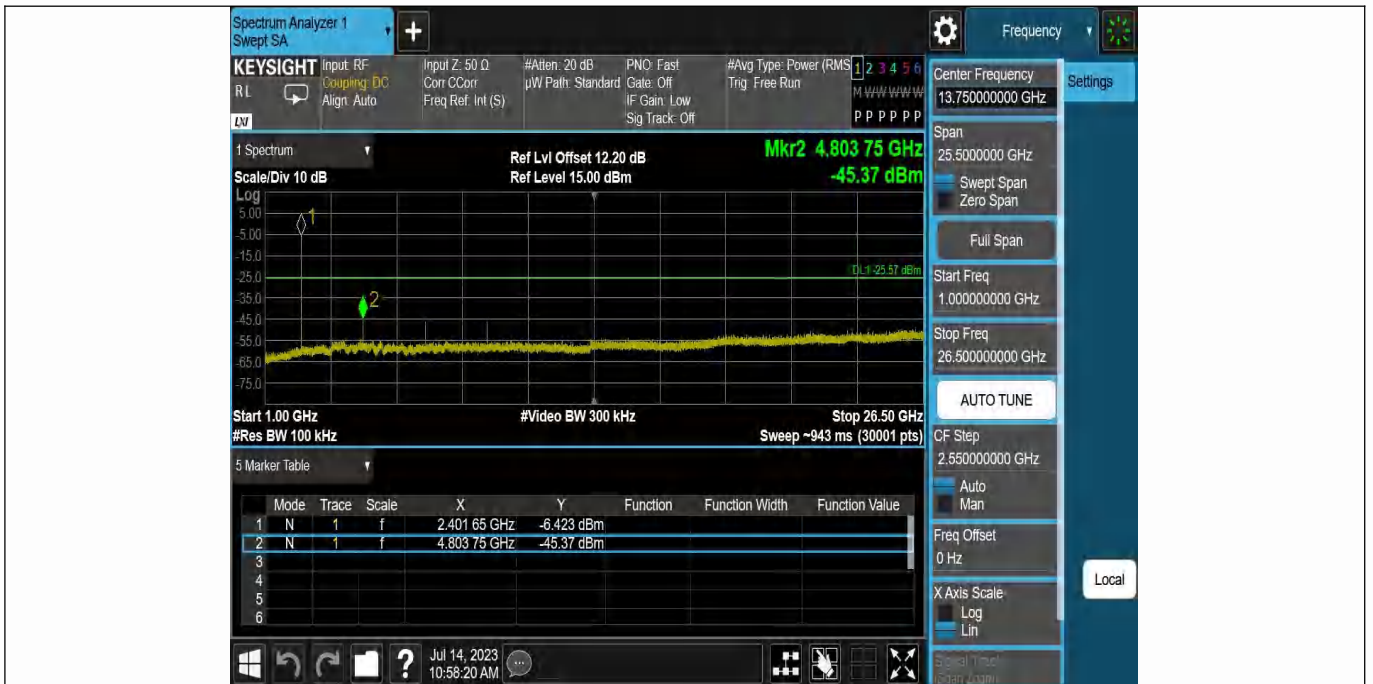 Spectrum Analyzer 1
Swept SA
+
Frequency
KEYSIGHT
RL
LXI
Input: RF
Coupling: DC
Align: Auto
Input Z: 50 Ω
Corr CCorr
Freq Ref: Int (S)
#Atten: 20 dB
µW Path: Standard
PNO: Fast
Gate: Off
IF Gain: Low
Sig Track: Off
#Avg Type: Power (RMS
Trig: Free Run
1 2 3 4 5 6
M W W W W W
P P P P P P
1 Spectrum
Scale/Div 10 dB
Ref Lvl Offset 12.20 dB
Ref Level 15.00 dBm
Mkr2 4.803 75 GHz
-45.37 dBm
Log
5.00
-5.00
-15.0
-25.0
-35.0
-45.0
-55.0
-65.0
-75.0
1
2
DL1 -25.57 dBm
Start 1.00 GHz
#Res BW 100 kHz
#Video BW 300 kHz
Stop 26.50 GHz
Sweep ~943 ms (30001 pts)
5 Marker Table
Mode Trace Scale X Y Function Function Width Function Value
1 N 1 f 2.401 65 GHz -6.423 dBm
2 N 1 f 4.803 75 GHz -45.37 dBm
3
4
5
6
Jul 14, 2023
10:58:20 AM
?
Center Frequency
13.750000000 GHz
Settings
Span
25.5000000 GHz
Swept Span
Zero Span
Full Span
Start Freq
1.000000000 GHz
Stop Freq
26.500000000 GHz
AUTO TUNE
CF Step
2.550000000 GHz
Auto
Man
Freq Offset
0 Hz
X Axis Scale
Log
Lin
Signal Track
(Span Zoom)
Local